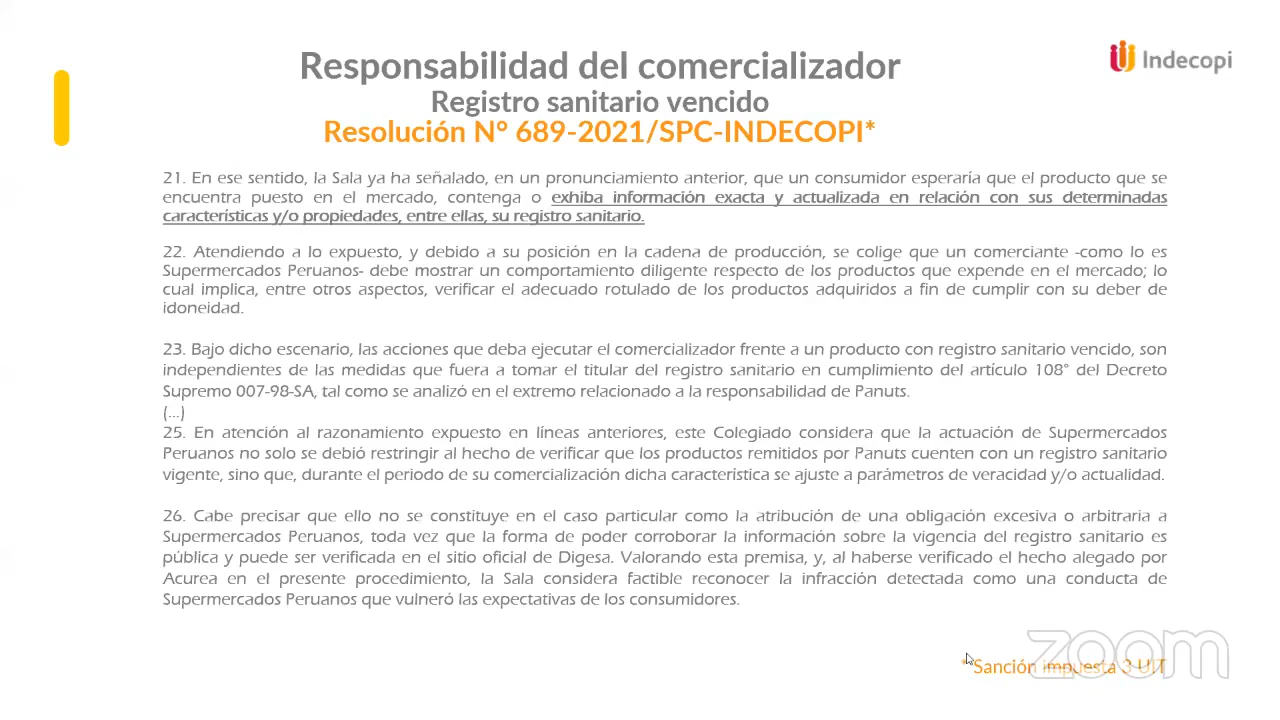 Responsabilidad del comercializador
Indecopi
Registro sanitario vencido
Resolución N° 689-2021/SPC-INDECOPI*
21. En ese sentido, la Sala ya ha señalado, en un pronunciamiento anterior, que un consumidor esperaría que el producto que se
encuentra puesto en el mercado, contenga o exhiba información exacta y actualizada en relación con sus determinadas
características y/o propiedades, entre ellas, su registro sanitario.
22. Atendiendo a lo expuesto, y debido a su posición en la cadena de producción, se colige que un comerciante -como lo es
Supermercados Peruanos- debe mostrar un comportamiento diligente respecto de los productos que expende en el mercado; lo
cual implica, entre otros aspectos, verificar el adecuado rotulado de los productos adquiridos a fin de cumplir con su deber de
idoneidad.
23. Bajo dicho escenario, las acciones que deba ejecutar el comercializador frente a un producto con registro sanitario vencido, son
independientes de las medidas que fuera a tomar el titular del registro sanitario en cumplimiento del artículo 108° del Decreto
Supremo 007-98-SA, tal como se analizó en el extremo relacionado a la responsabilidad de Panuts.
(...)
25. En atención al razonamiento expuesto en líneas anteriores, este Colegiado considera que la actuación de Supermercados
Peruanos no solo se debió restringir al hecho de verificar que los productos remitidos por Panuts cuenten con un registro sanitario
vigente, sino que, durante el periodo de su comercialización dicha característica se ajuste a parámetros de veracidad y/o actualidad.
26. Cabe precisar que ello no se constituye en el caso particular como la atribución de una obligación excesiva o arbitraria a
Supermercados Peruanos, toda vez que la forma de poder corroborar la información sobre la vigencia del registro sanitario es
pública y puede ser verificada en el sitio oficial de Digesa. Valorando esta premisa, y, al haberse verificado el hecho alegado por
Acurea en el presente procedimiento, la Sala considera factible reconocer la infracción detectada como una conducta de
Supermercados Peruanos que vulneró las expectativas de los consumidores.
*Sanción impuesta 3 UIT
zoom